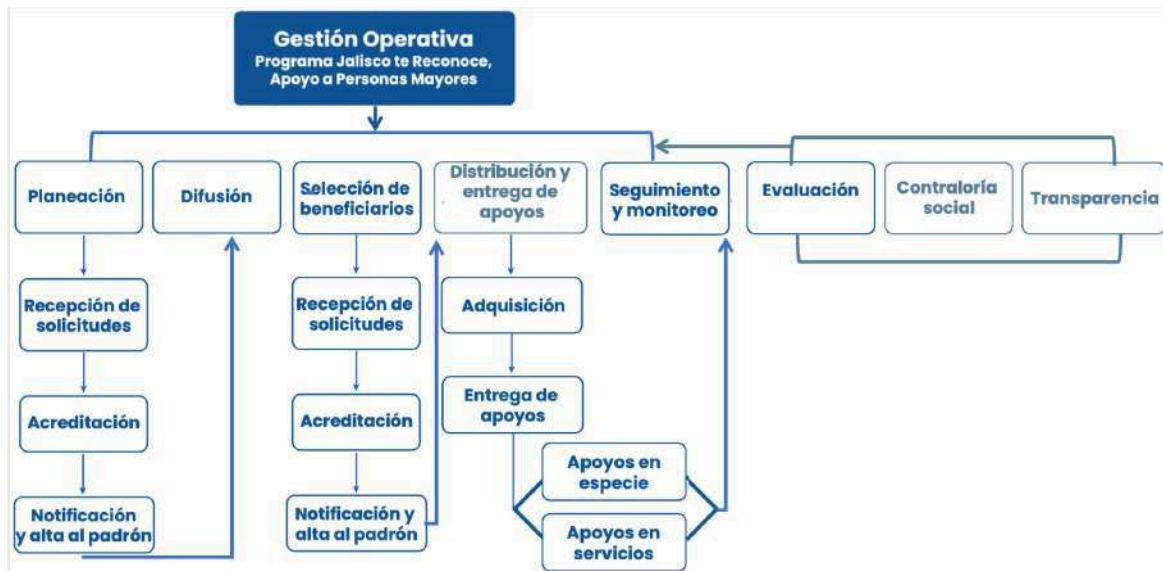 Gestión Operativa
Programa Jalisco te Reconoce,
Apoyo a Personas Mayores
Planeación
Difusión
Selección de
beneficiarios
Distribución y
entrega de
apoyos
Seguimiento
y monitoreo
Evaluación
Contraloría
social
Transparencia
Recepción de
solicitudes
Recepción de
solicitudes
Adquisición
Acreditación
Acreditación
Entrega de
apoyos
Notificación
y alta al padrón
Notificación y
alta al padrón
Apoyos en
especie
Apoyos en
servicios